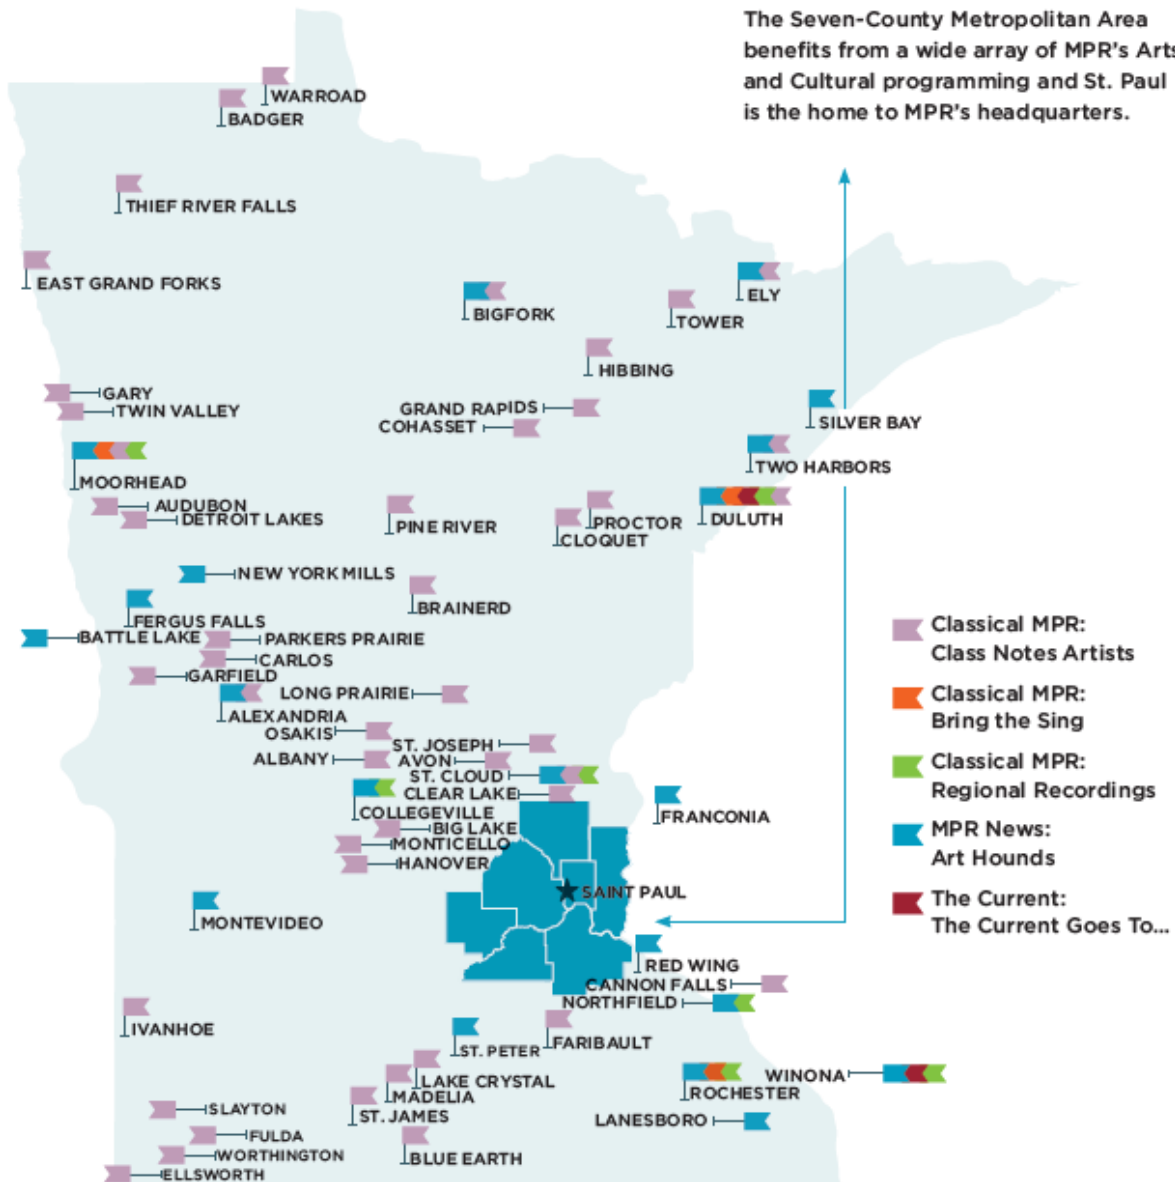 The Seven-County Metropolitan Area
benefits from a wide array of MPR's Arts
and Cultural programming and St. Paul
is the home to MPR's headquarters.
WARROAD
BADGER
THIEF RIVER FALLS
EAST GRAND FORKS
ELY
BIGFORK
TOWER
HIBBING
GARY
TWIN VALLEY
GRAND RAPIDS
COHASSET
SILVER BAY
TWO HARBORS
MOORHEAD
AUDUBON
DETROIT LAKES
PINE RIVER
PROCTOR
CLOQUET
DULUTH
NEW YORK MILLS
BRAINERD
FERGUS FALLS
BATTLE LAKE
PARKERS PRAIRIE
CARLOS
GARFIELD
LONG PRAIRIE
ALEXANDRIA
OSAKIS
ST. JOSEPH
ALBANY
AVON
ST. CLOUD
CLEAR LAKE
COLLEGEVILLE
FRANCONIA
BIG LAKE
MONTICELLO
HANOVER
SAINT PAUL
MONTEVIDEO
RED WING
CANNON FALLS
NORTHFIELD
IVANHOE
ST. PETER
FARIBAULT
LAKE CRYSTAL
MADELIA
ST. JAMES
ROCHESTER
WINONA
LANESBORO
SLAYTON
FULDA
WORTHINGTON
ELLSWORTH
BLUE EARTH
Classical MPR:
Class Notes Artists
Classical MPR:
Bring the Sing
Classical MPR:
Regional Recordings
MPR News:
Art Hounds
The Current:
The Current Goes To...